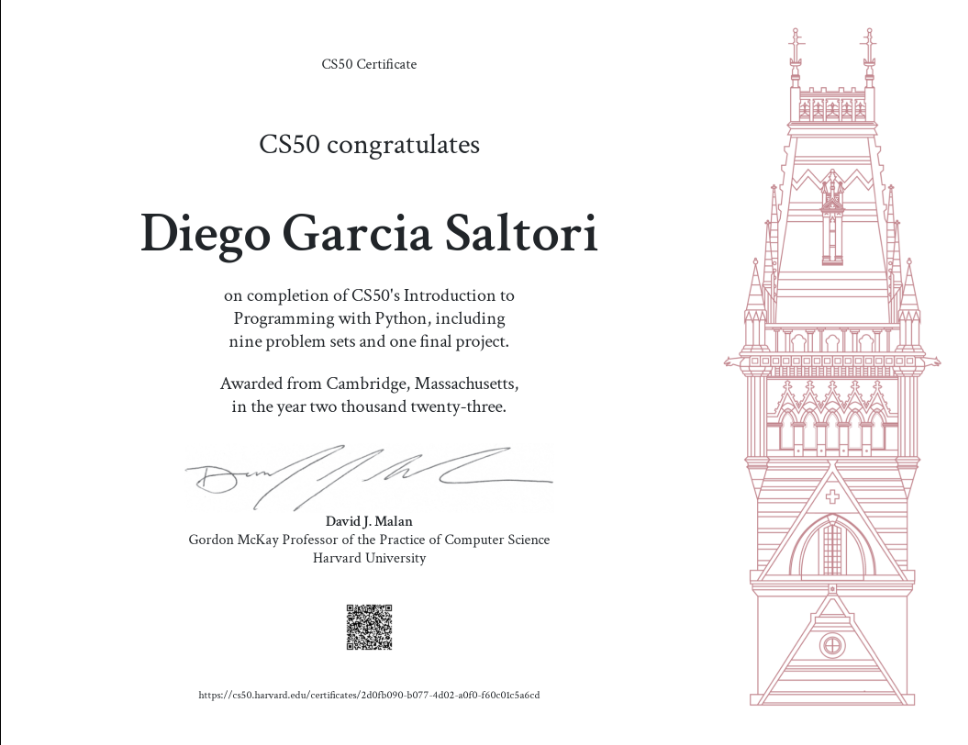 CS50 Certificate
CS50 congratulates
Diego Garcia Saltori
on completion of CS50's Introduction to
Programming with Python, including
nine problem sets and one final project.
Awarded from Cambridge, Massachusetts,
in the year two thousand twenty-three.
David J. Malan
Gordon McKay Professor of the Practice of Computer Science
Harvard University
https://cs50.harvard.edu/certificates/2d0fb090-b077-4d02-a0f0-f60c01c5a6cd